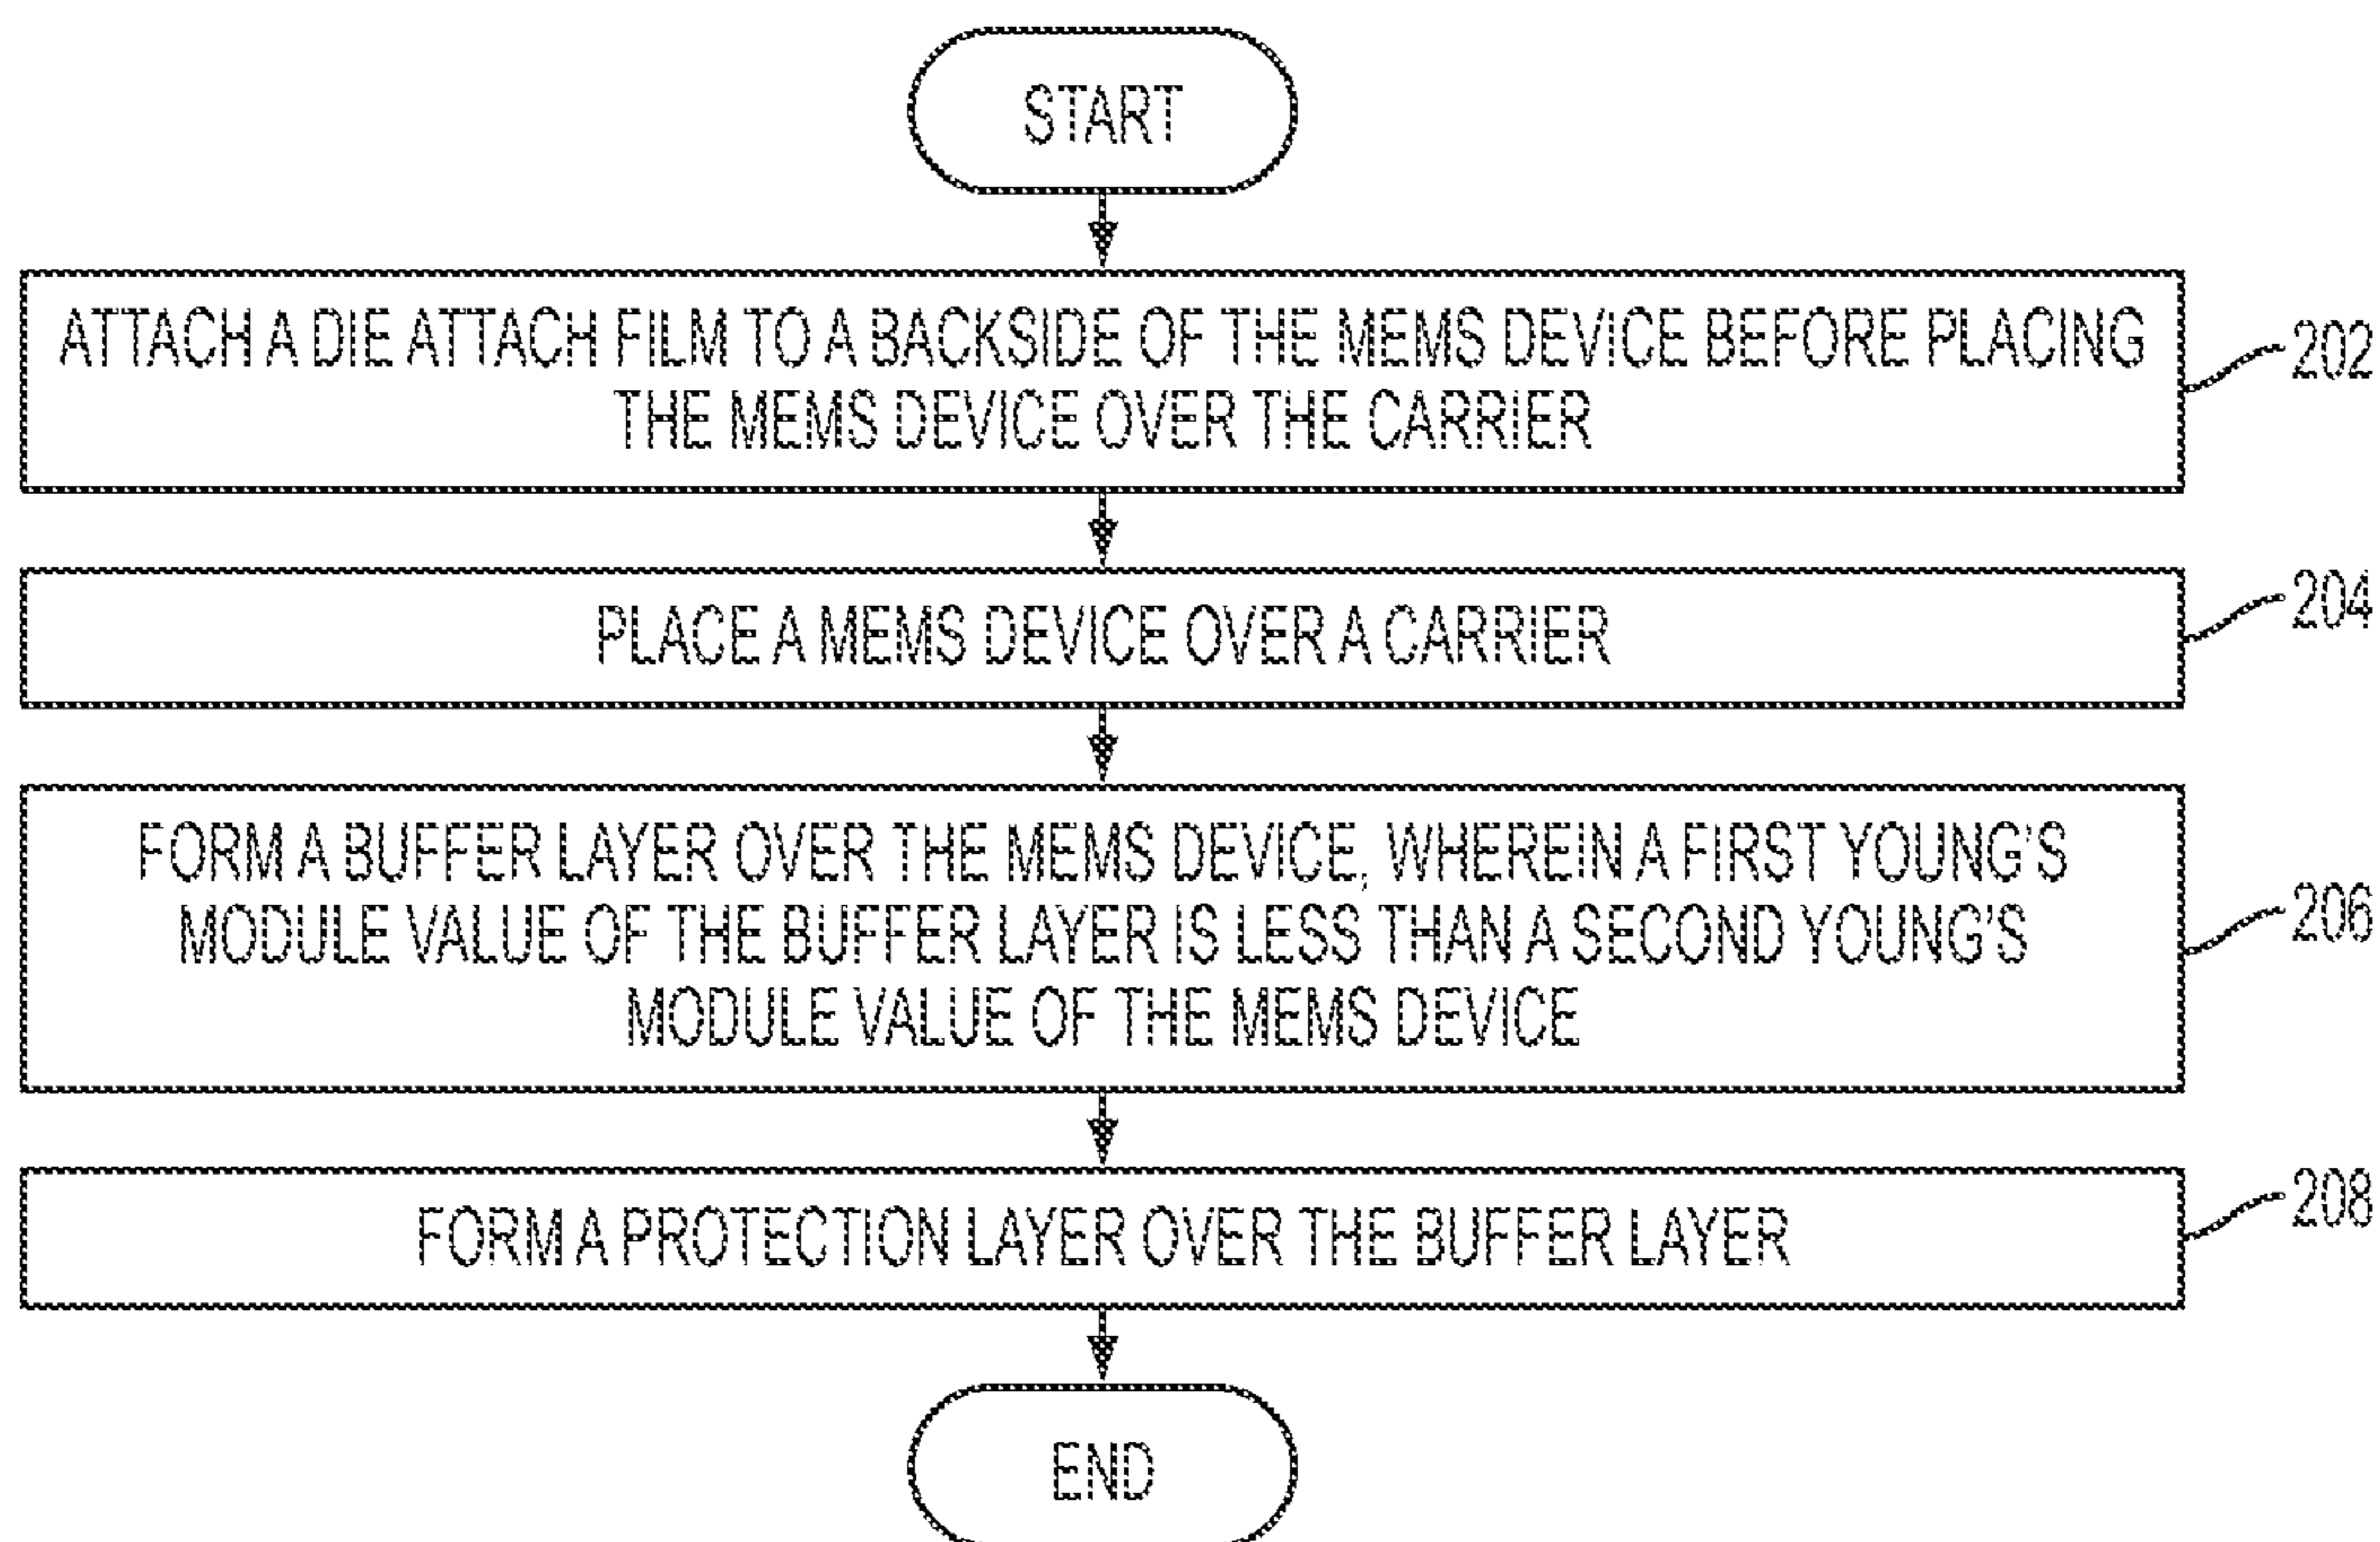 START
ATTACH A DIE ATTACH FILM TO A BACKSIDE OF THE MEMS DEVICE BEFORE PLACING
THE MEMS DEVICE OVER THE CARRIER
202
PLACE A MEMS DEVICE OVER A CARRIER
204
FORM A BUFFER LAYER OVER THE MEMS DEVICE, WHEREIN A FIRST YOUNG'S
MODULE VALUE OF THE BUFFER LAYER IS LESS THAN A SECOND YOUNG'S
MODULE VALUE OF THE MEMS DEVICE
206
FORM A PROTECTION LAYER OVER THE BUFFER LAYER
208
END